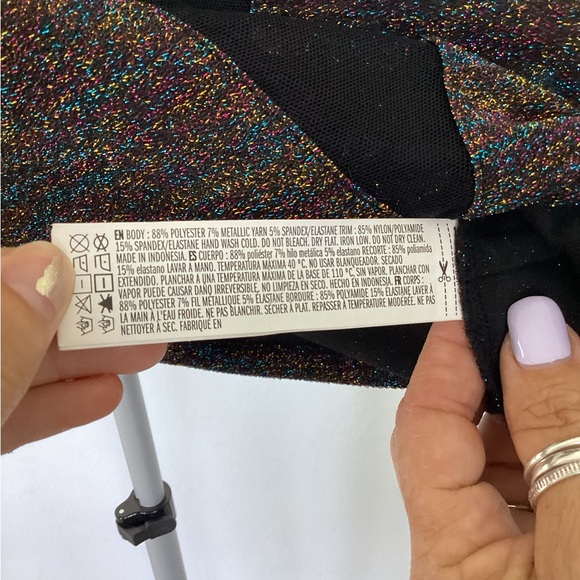 EN BODY : 88% POLYESTER 7% METALLIC YARN 5% SPANDEX/ELASTANE TRIM : 85% NYLON/POLYAMIDE
15% SPANDEX/ELASTANE HAND WASH COLD. DO NOT BLEACH. DRY FLAT. IRON LOW. DO NOT DRY CLEAN.
MADE IN INDONESIA. ES CUERPO : 88% poliéster 7% hilo metálica 5% elastano RECORTE : 85% poliamida
15% elastano LAVAR A MANO. TEMPERATURA MÁXIMA 40 °C. NO USAR BLANQUEADOR. SECADO
EXTENDIDO. PLANCHAR A UNA TEMPERATURA MÁXIMA DE LA BASE DE 110 °C, SIN VAPOR. PLANCHAR CON
VAPOR PUEDE CAUSAR DAÑO IRREVERSIBLE, NO LIMPIEZA EN SECO. HECHO EN INDONESIA. FR CORPS :
88% POLYESTER 7% FIL METALLIQUE 5% ÉLASTANE BORDURE : 85% POLYAMIDE 15% ÉLASTANE LAVER À
LA MAIN À L'EAU FROIDE. NE PAS BLANCHIR. SÉCHER À PLAT. REPASSER À TEMPÉRATURE MODÉRÉE. NE PAS
NETTOYER À SEC. FABRIQUÉ EN